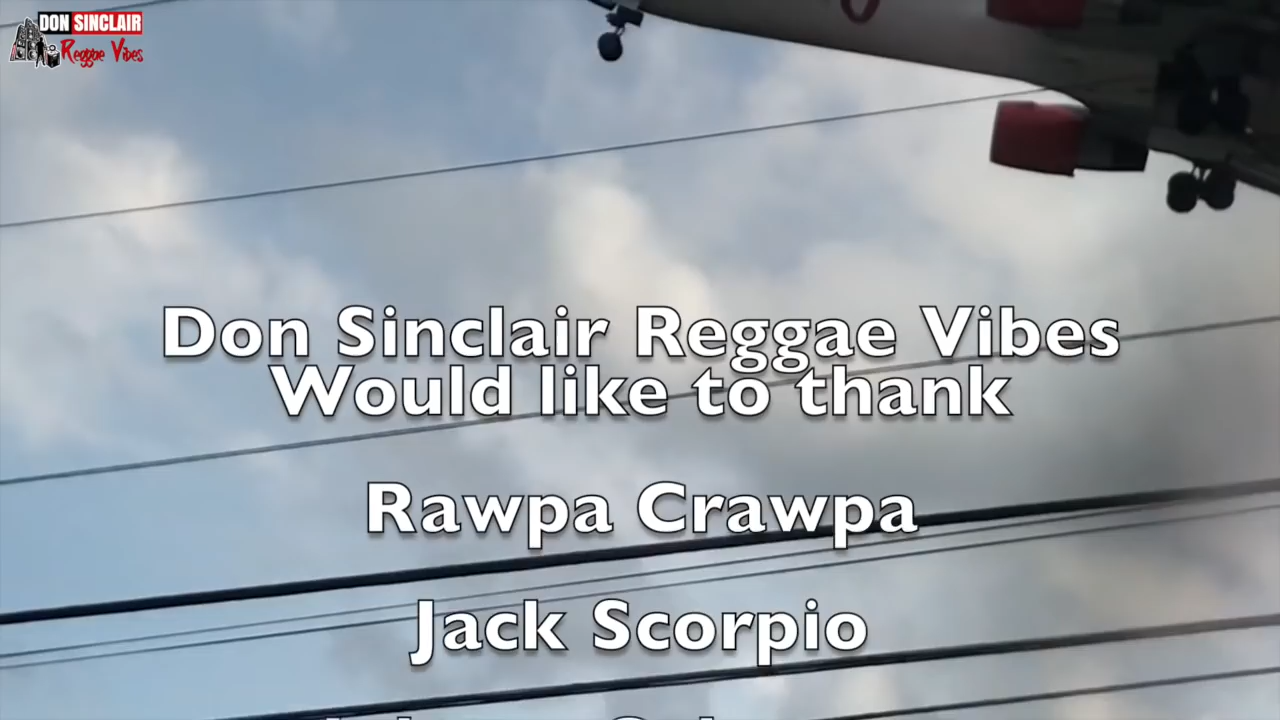 DON SINCLAIR
Reggae Vibes
Don Sinclair Reggae Vibes
Would like to thank
Rawpa Crawpa
Jack Scorpio